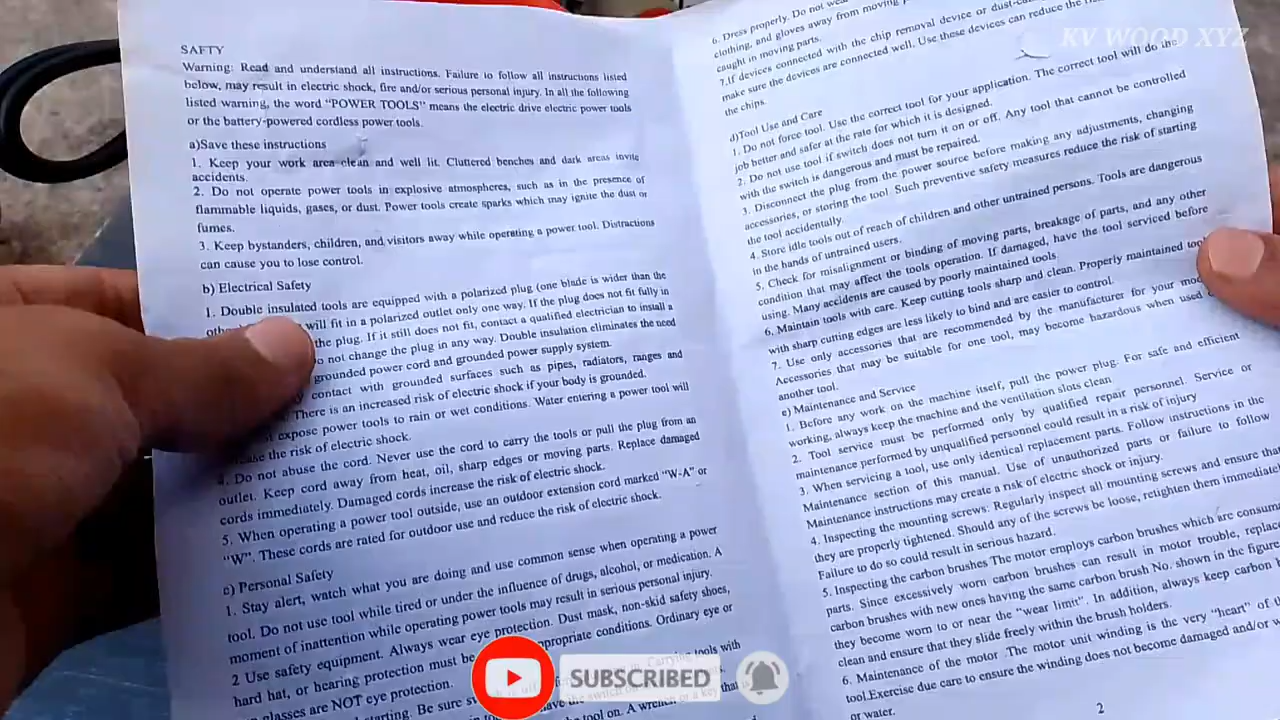 SAFTY
Warning: Read and understand all instructions. Failure to follow all instructions listed
below, may result in electric shock, fire and/or serious personal injury. In all the following
listed warning, the word “POWER TOOLS” means the electric drive electric power tools
or the battery-powered cordless power tools.
a)Save these instructions
1. Keep your work area clean and well lit. Cluttered benches and dark areas invite
accidents.
2. Do not operate power tools in explosive atmospheres, such as in the presence of
flammable liquids, gases, or dust. Power tools create sparks which may ignite the dust or
fumes.
3. Keep bystanders, children, and visitors away while operating a power tool. Distractions
can cause you to lose control.
b) Electrical Safety
1. Double insulated tools are equipped with a polarized plug (one blade is wider than the
will fit in a polarized outlet only one way. If the plug does not fit fully in
the plug. If it still does not fit, contact a qualified electrician to install a
not change the plug in any way. Double insulation eliminates the need
grounded power cord and grounded power supply system.
contact with grounded surfaces such as pipes, radiators, ranges and
There is an increased risk of electric shock if your body is grounded.
expose power tools to rain or wet conditions. Water entering a power tool will
the risk of electric shock.
4. Do not abuse the cord. Never use the cord to carry the tools or pull the plug from an
outlet. Keep cord away from heat, oil, sharp edges or moving parts. Replace damaged
cords immediately. Damaged cords increase the risk of electric shock.
5. When operating a power tool outside, use an outdoor extension cord marked “W-A” or
“W”. These cords are rated for outdoor use and reduce the risk of electric shock.
c) Personal Safety
1. Stay alert, watch what you are doing and use common sense when operating a power
tool. Do not use tool while tired or under the influence of drugs, alcohol, or medication. A
moment of inattention while operating power tools may result in serious personal injury.
2 Use safety equipment. Always wear eye protection. Dust mask, non-skid safety shoes,
hard hat, or hearing protection must be appropriate conditions. Ordinary eye or
glasses are NOT eye protection. Carrying tools with
starting. Be sure
the tool on. A wrench or a key that
6. Dress properly. Do not
clothing, and gloves away from moving
caught in moving parts.
7.If devices connected with the chip removal device or
make sure the devices are connected well. Use these devices can reduce the
the chips.
d)Tool Use and Care
1. Do not force tool. Use the correct tool for your application. The correct tool will do the
job better and safer at the rate for which it is designed.
2. Do not use tool if switch does not turn it on or off. Any tool that cannot be controlled
with the switch is dangerous and must be repaired.
3. Disconnect the plug from the power source before making any adjustments, changing
accessories, or storing the tool. Such preventive safety measures reduce the risk of starting
the tool accidentally.
4. Store idle tools out of reach of children and other untrained persons. Tools are dangerous
in the hands of untrained users.
5. Check for misalignment or binding of moving parts, breakage of parts, and any other
condition that may affect the tools operation. If damaged, have the tool serviced before
using. Many accidents are caused by poorly maintained tools.
6. Maintain tools with care. Keep cutting tools sharp and clean. Properly maintained
with sharp cutting edges are less likely to bind and are easier to control.
7. Use only accessories that are recommended by the manufacturer for your
Accessories that may be suitable for one tool, may become hazardous when used
another tool.
e) Maintenance and Service
1. Before any work on the machine itself, pull the power plug. For safe and efficient
working, always keep the machine and the ventilation slots clean.
2. Tool service must be performed only by qualified repair personnel. Service or
maintenance performed by unqualified personnel could result in a risk of injury
3. When servicing a tool, use only identical replacement parts. Follow instructions in the
Maintenance section of this manual. Use of unauthorized parts or failure to follow
Maintenance instructions may create a risk of electric shock or injury.
4. Inspecting the mounting screws: Regularly inspect all mounting screws and ensure
they are properly tightened. Should any of the screws be loose, retighten them
Failure to do so could result in serious hazard.
5. Inspecting the carbon brushes The motor employs carbon brushes which are
parts. Since excessively worn carbon brushes can result in motor trouble,
carbon brushes with new ones having the same carbon brush No. shown in the
they become worn to or near the “wear limit”. In addition, always keep carbon
clean and ensure that they slide freely within the brush holders.
6. Maintenance of the motor .The motor unit winding is the very “heart” of
tool.Exercise due care to ensure the winding does not become damaged and/or
or water.
2
KV WOOD XYZ
SUBSCRIBED